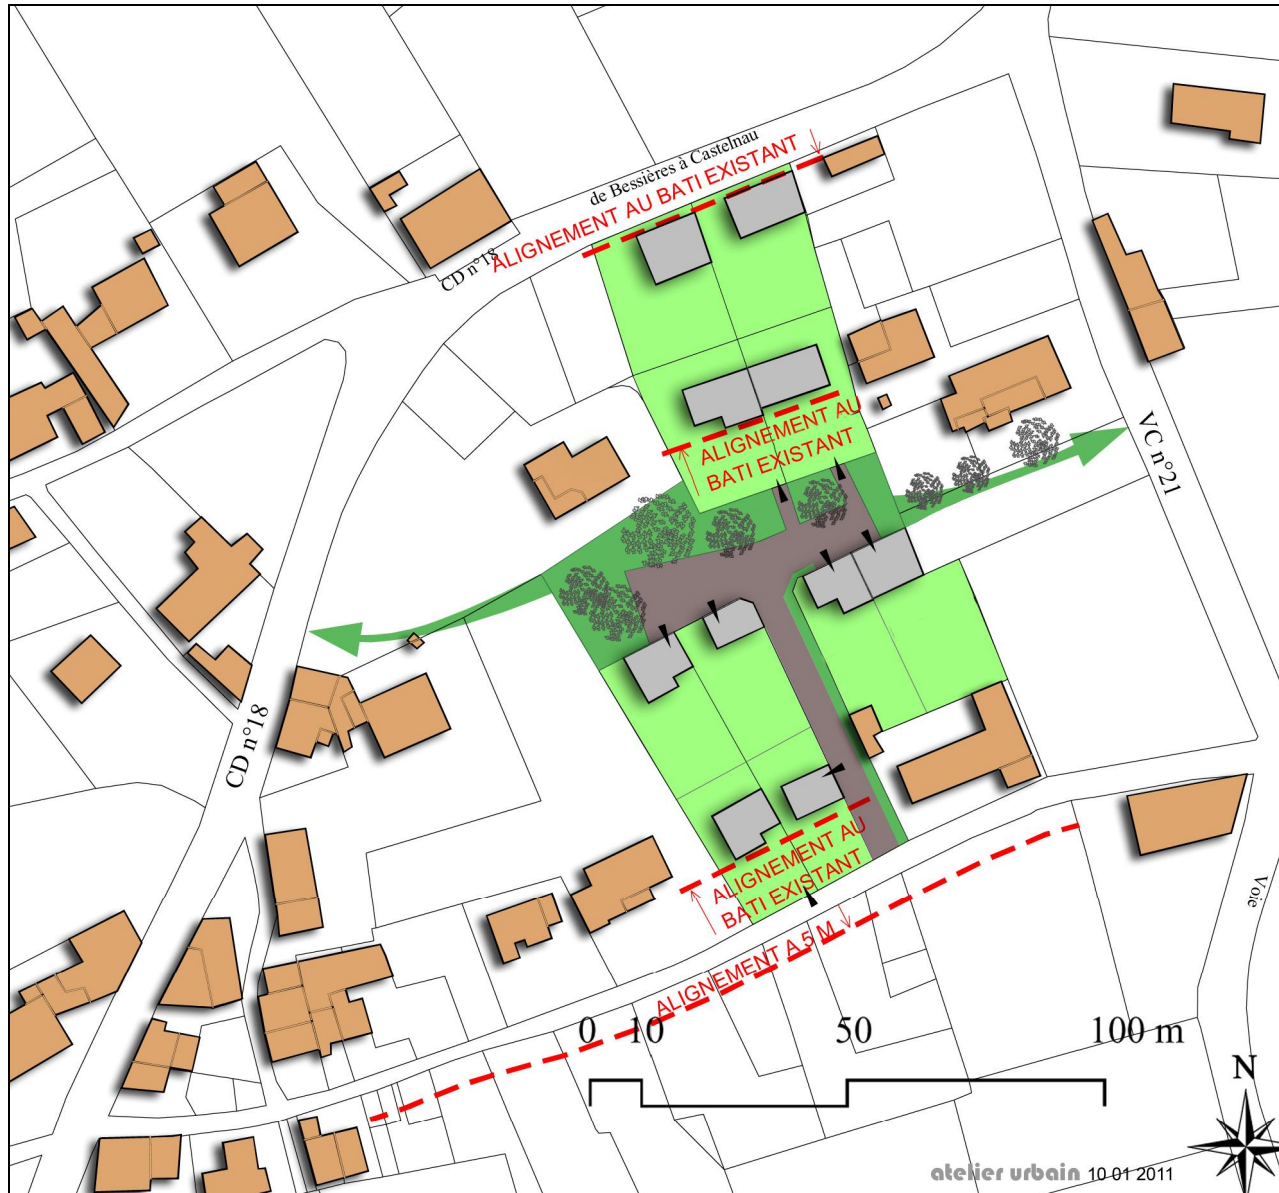 de Bessières à Castelnau
ALIGNEMENT AU BATI EXISTANT
CD n°18
ALIGNEMENT AU
BATI EXISTANT
VC n°21
CD n°18
ALIGNEMENT AU
BATI EXISTANT
Voie
ALIGNEMENT A 5 M
0 10 50 100 m
N
atelier urbain 10 01 2011